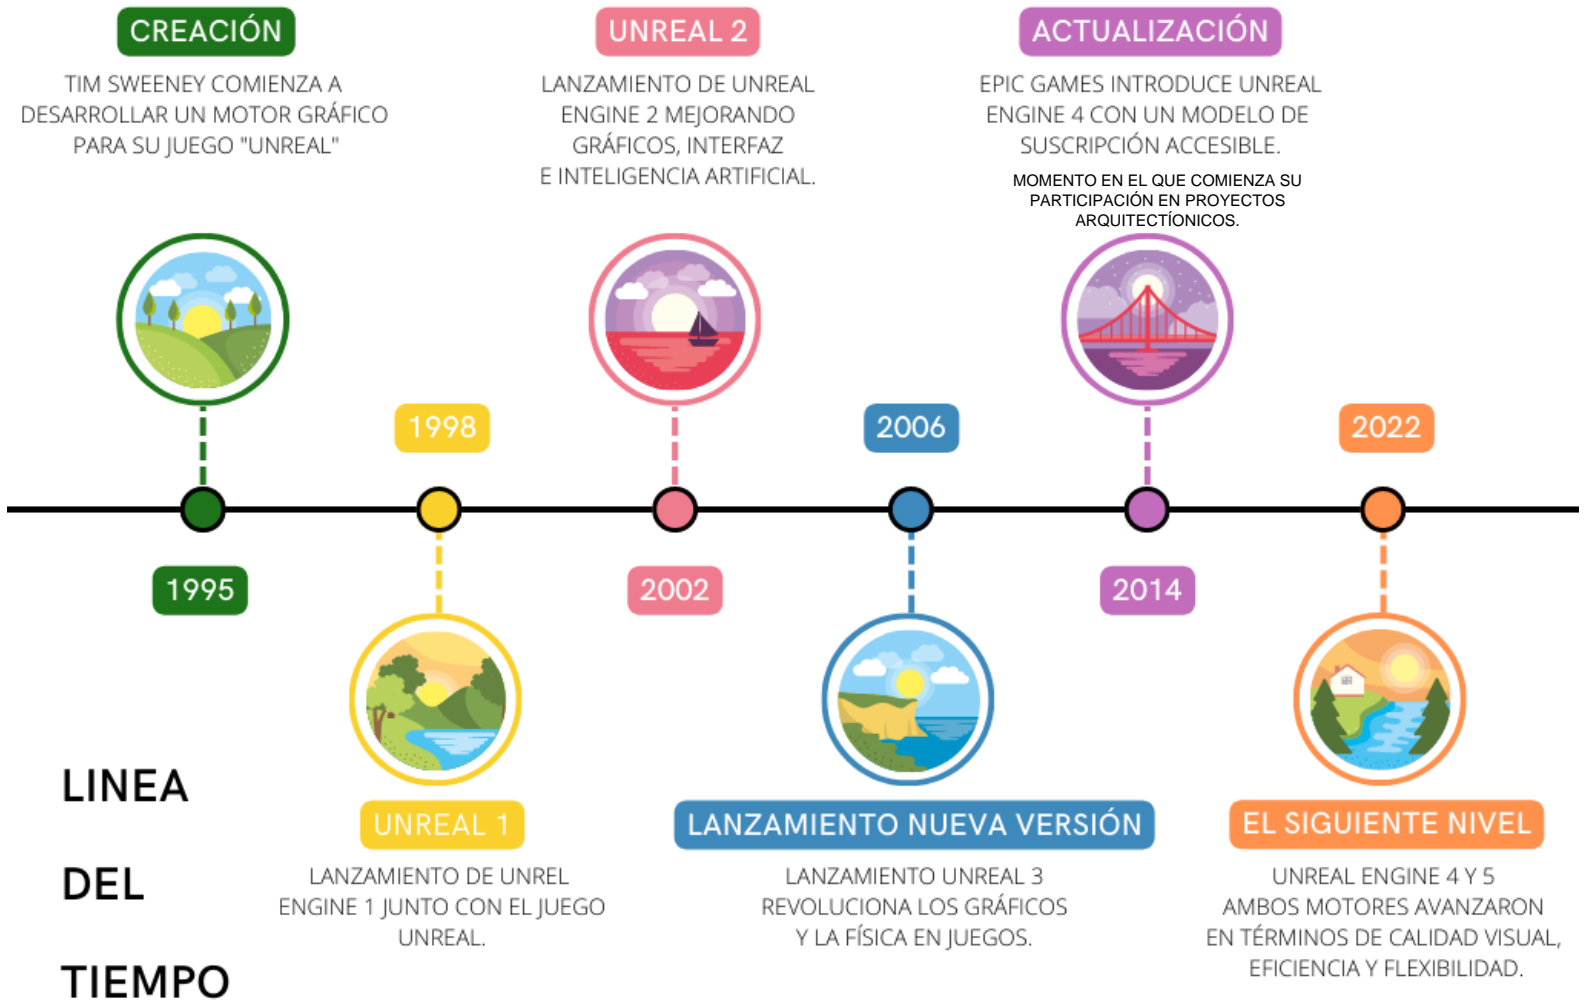 CREACIÓN
TIM SWEENEY COMIENZA A
DESARROLLAR UN MOTOR GRÁFICO
PARA SU JUEGO "UNREAL"
UNREAL 2
LANZAMIENTO DE UNREAL
ENGINE 2 MEJORANDO
GRÁFICOS, INTERFAZ
E INTELIGENCIA ARTIFICIAL.
ACTUALIZACIÓN
EPIC GAMES INTRODUCE UNREAL
ENGINE 4 CON UN MODELO DE
SUSCRIPCIÓN ACCESIBLE.
MOMENTO EN EL QUE COMIENZA SU
PARTICIPACIÓN EN PROYECTOS
ARQUITECTÍONICOS.
1998
2006
2022
1995
2002
2014
LINEA
DEL
TIEMPO
UNREAL 1
LANZAMIENTO DE UNREL
ENGINE 1 JUNTO CON EL JUEGO
UNREAL.
LANZAMIENTO NUEVA VERSIÓN
LANZAMIENTO UNREAL 3
REVOLUCIONA LOS GRÁFICOS
Y LA FÍSICA EN JUEGOS.
EL SIGUIENTE NIVEL
UNREAL ENGINE 4 Y 5
AMBOS MOTORES AVANZARON
EN TÉRMINOS DE CALIDAD VISUAL,
EFICIENCIA Y FLEXIBILIDAD.